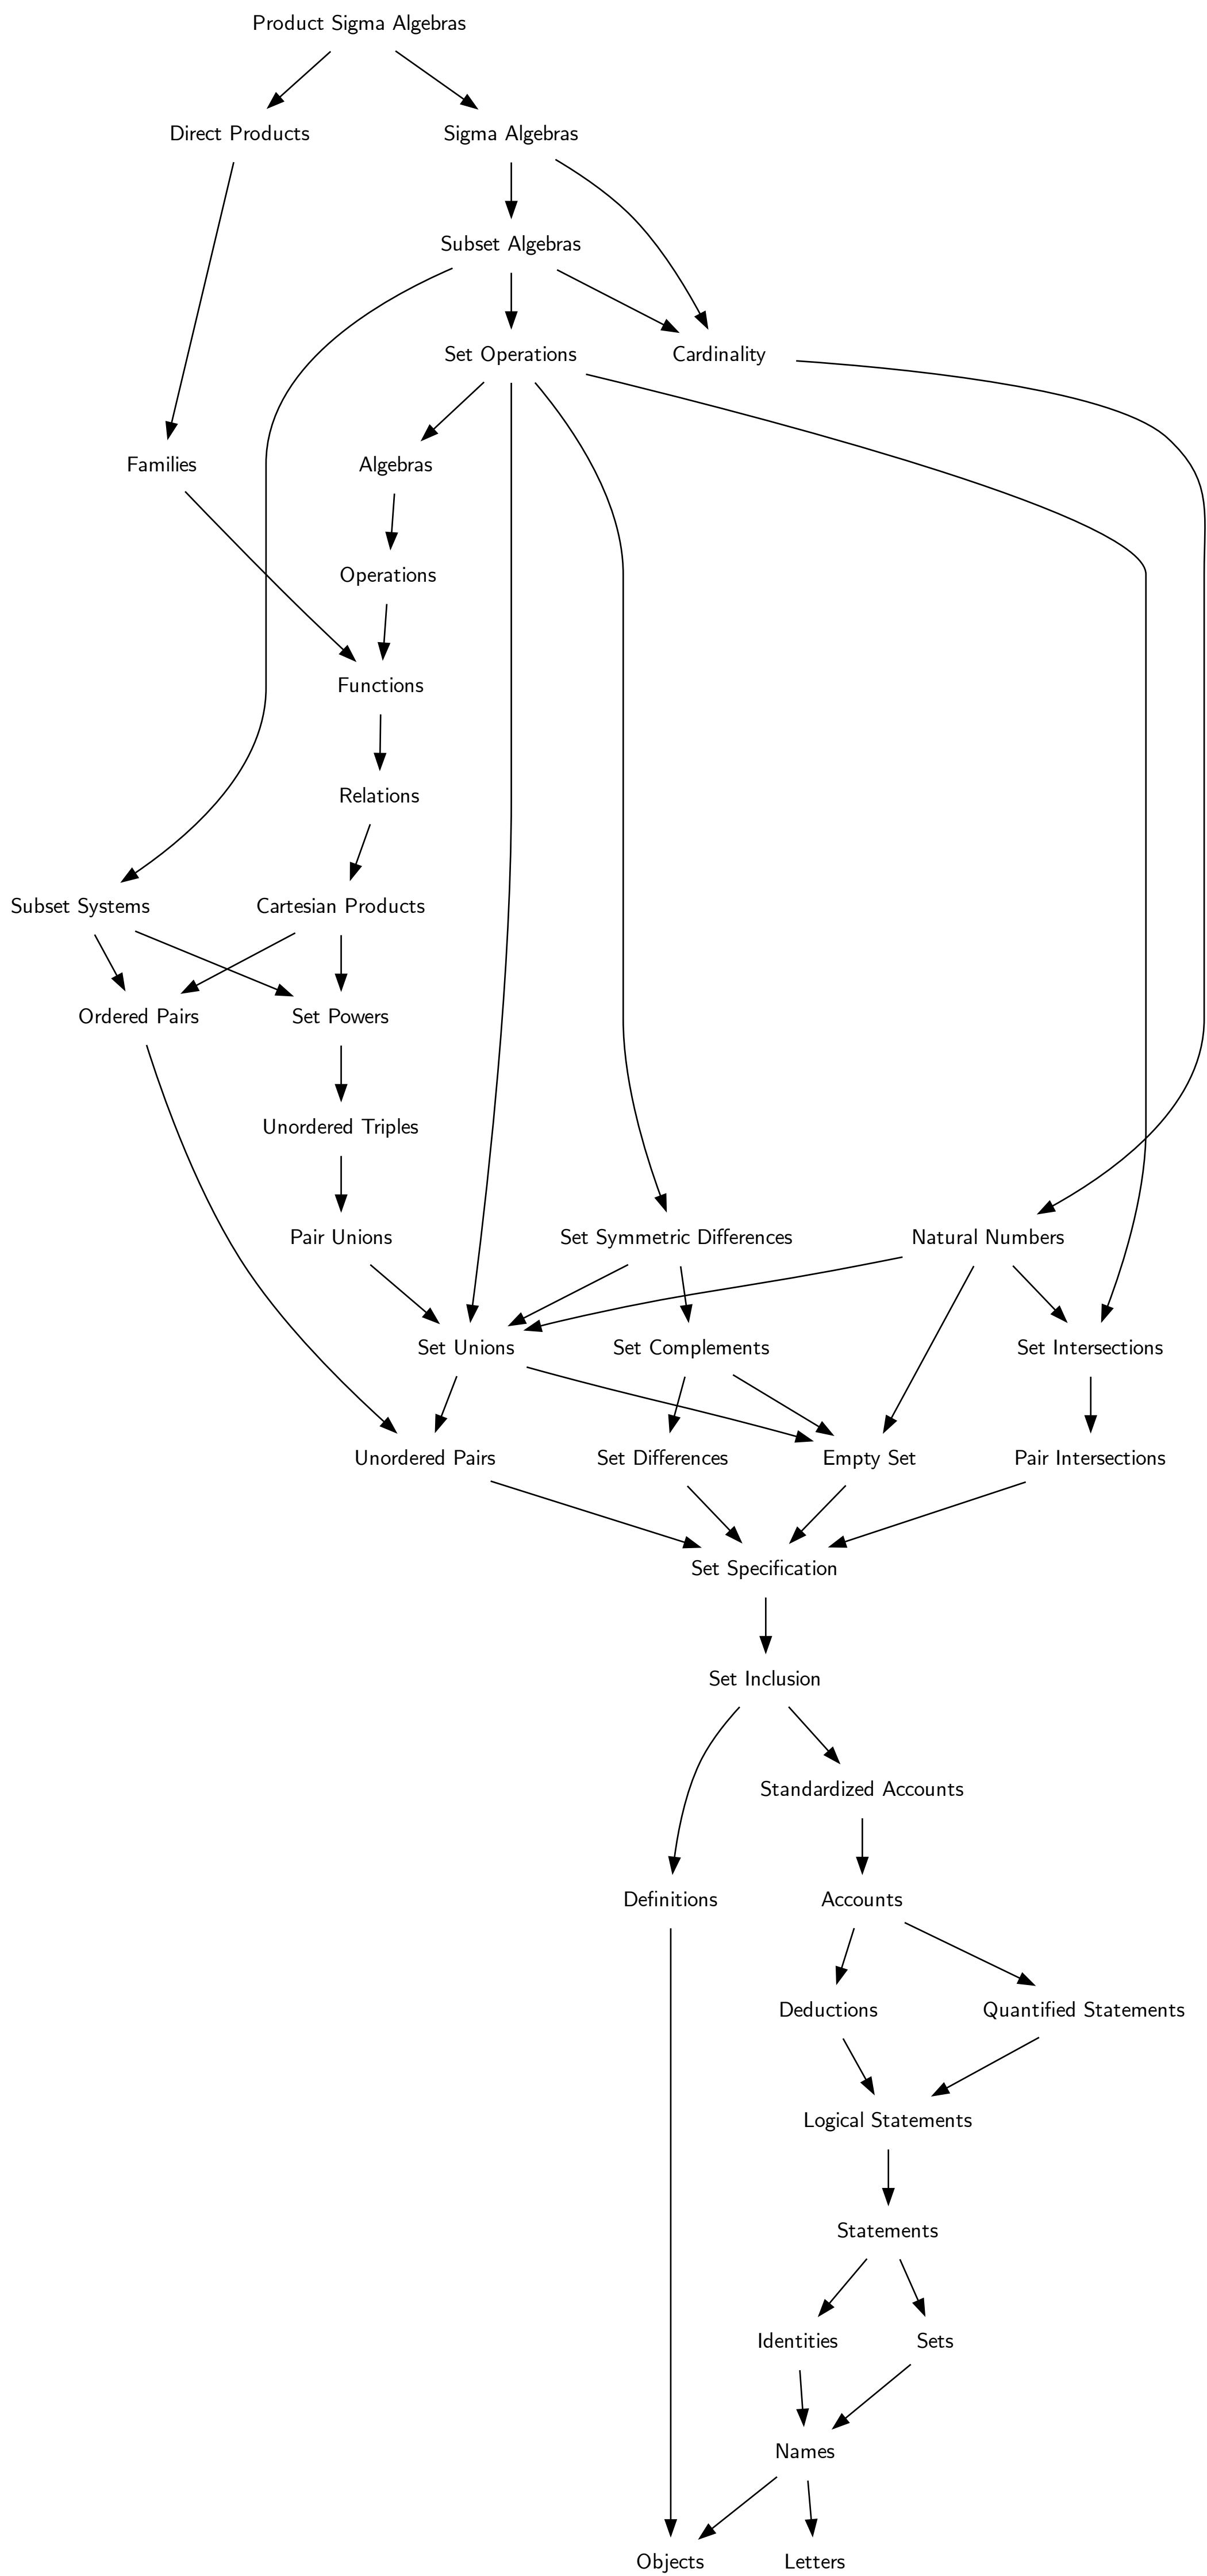 Product Sigma Algebras
Direct Products
Sigma Algebras
Subset Algebras
Set Operations
Cardinality
Families
Algebras
Operations
Functions
Relations
Subset Systems
Cartesian Products
Ordered Pairs
Set Powers
Unordered Triples
Pair Unions
Set Symmetric Differences
Natural Numbers
Set Unions
Set Complements
Set Intersections
Unordered Pairs
Set Differences
Empty Set
Pair Intersections
Set Specification
Set Inclusion
Standardized Accounts
Definitions
Accounts
Deductions
Quantified Statements
Logical Statements
Statements
Identities
Sets
Names
Objects
Letters